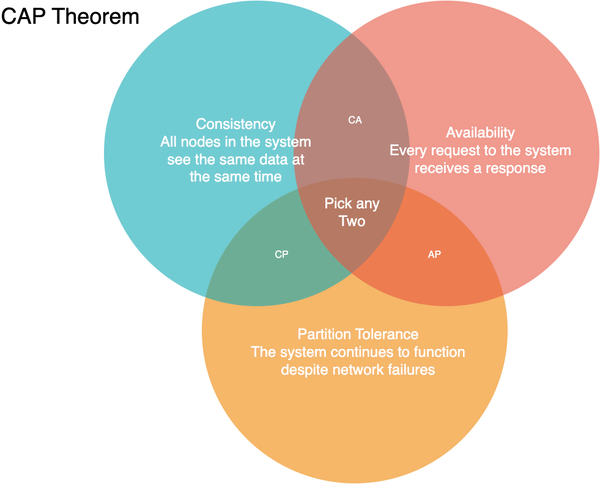 CAP Theorem
Consistency
All nodes in the system
see the same data at
the same time
CA
Availability
Every request to the system
receives a response
Pick any
Two
CP
AP
Partition Tolerance
The system continues to function
despite network failures